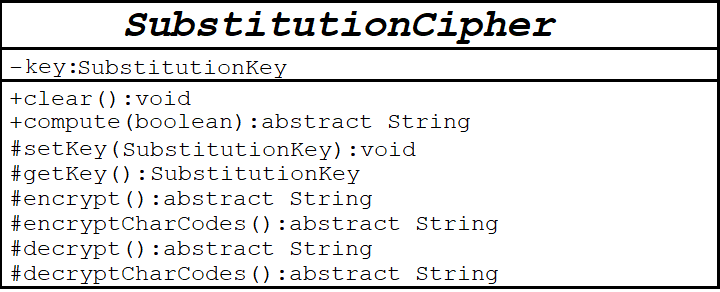 SubstitutionCipher
-key:SubstitutionKey
+clear():void
+compute(boolean):abstract String
#setKey(SubstitutionKey):void
#getKey():SubstitutionKey
#encrypt():abstract String
#encryptCharCodes():abstract String
#decrypt():abstract String
#decryptCharCodes():abstract String